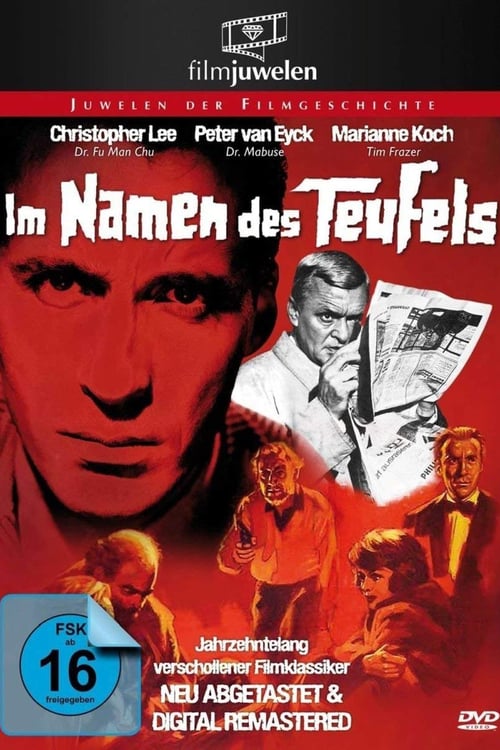 filmjuwelen
JUWELEN DER FILMGESCHICHTE
Christopher Lee Peter van Eyck Marianne Koch
Dr. Fu Man Chu Dr. Mabuse Tim Frazer
Im Namen des Teufels
PHIL
FSK
ab
16
freigegeben
Jahrzehntelang
verschollener Filmklassiker
NEU ABGETASTET &
DIGITAL REMASTERED
DVD
VIDEO